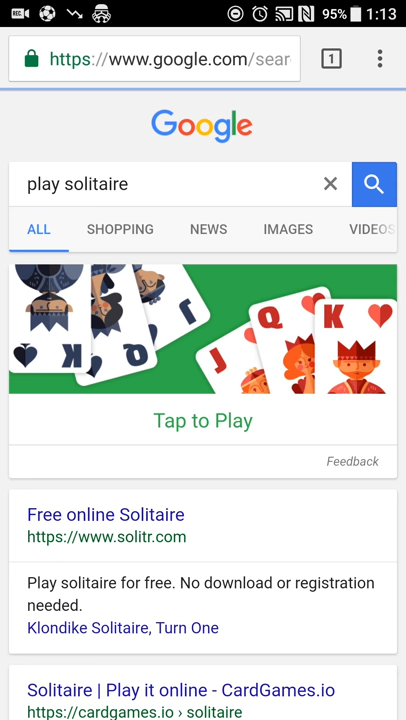 REC 95% 1:13
https://www.google.com/sear
1
Google
play solitaire
ALL SHOPPING NEWS IMAGES VIDEOS
K Q J J Q K
Tap to Play
Feedback
Free online Solitaire
https://www.solitr.com
Play solitaire for free. No download or registration
needed.
Klondike Solitaire, Turn One
Solitaire | Play it online - CardGames.io
https://cardgames.io › solitaire